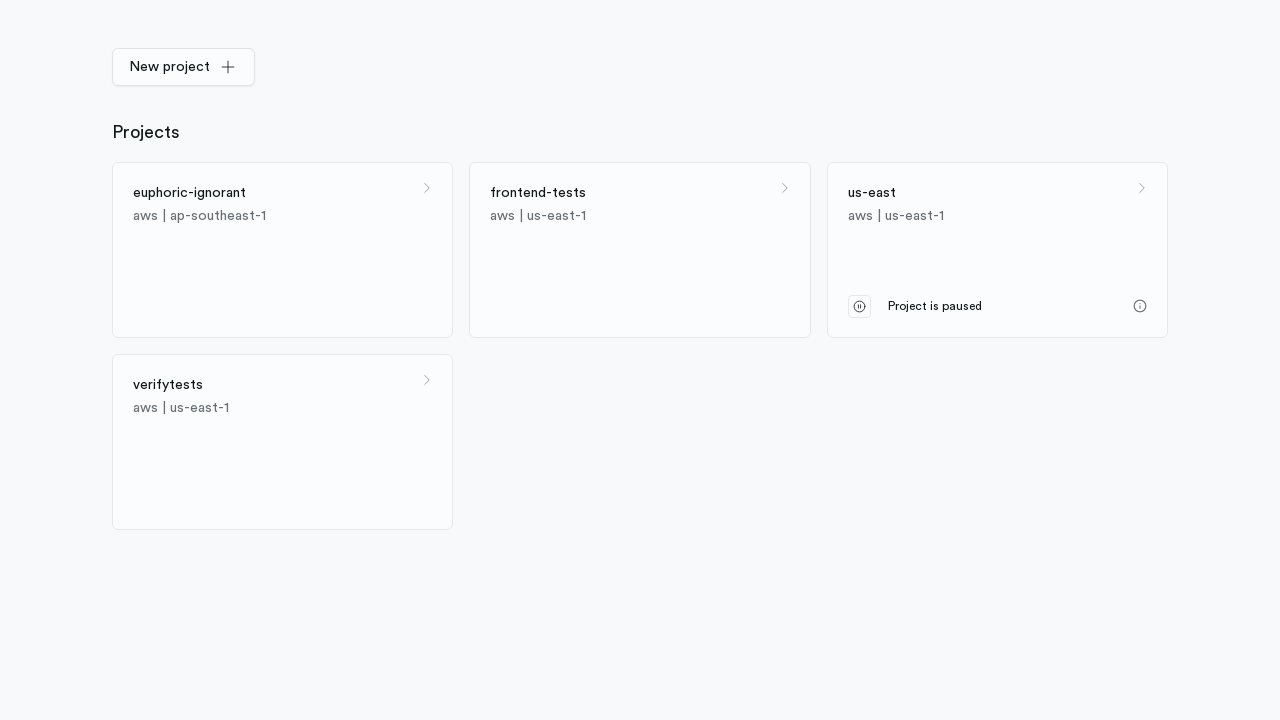 New project
Projects
euphoric-ignorant
aws | ap-southeast-1
frontend-tests
aws | us-east-1
us-east
aws | us-east-1
Project is paused
verifytests
aws | us-east-1